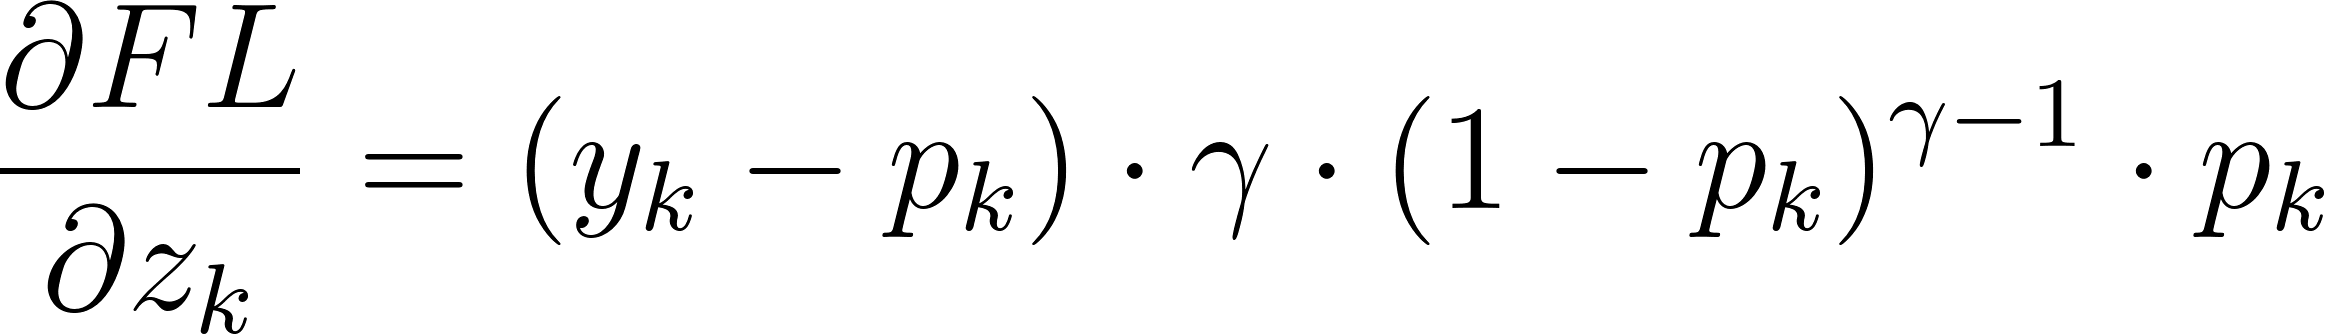 ∂FL/∂z_k = (y_k − p_k) · γ · (1 − p_k)^{γ−1} · p_k